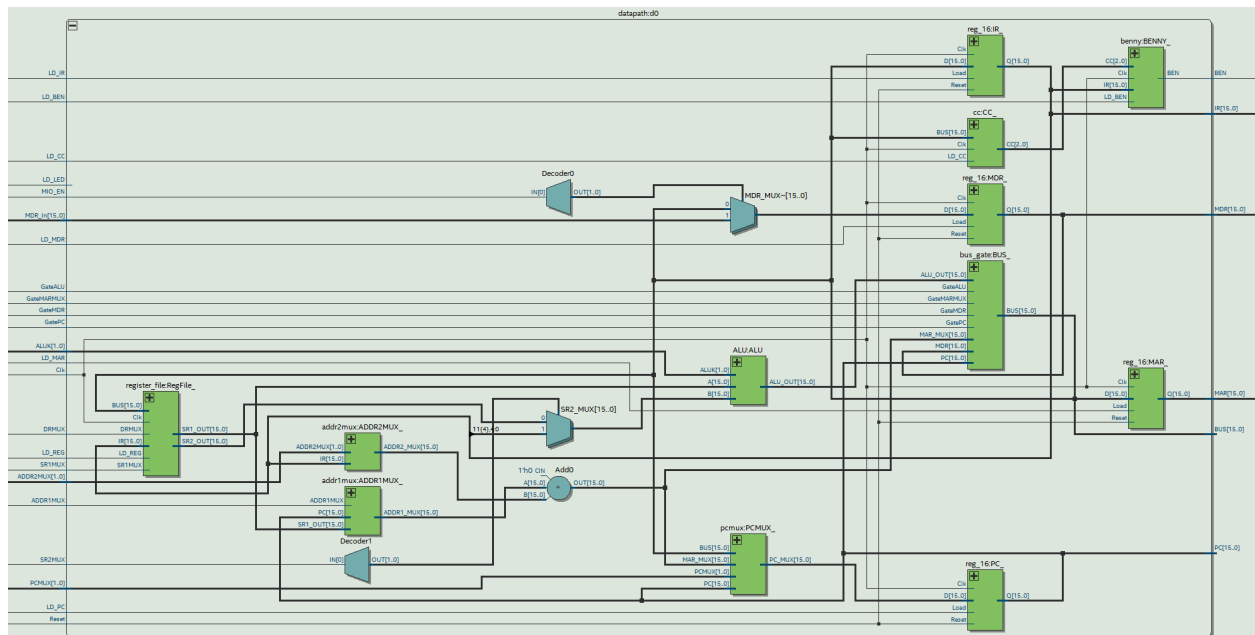 datapath:d0
reg_16:IR_
Clk
D[15..0]
Load
Reset
Q[15..0]
benny:BENNY_
CC[2..0]
Clk
IR[15..0]
LD_BEN
BEN
BEN
IR[15..0]
LD_IR
LD_BEN
cc:CC_
BUS[15..0]
Clk
LD_CC
CC[2..0]
LD_CC
LD_LED
MIO_EN
MDR_In[15..0]
LD_MDR
Decoder0
IN[0]
OUT[1..0]
MDR_MUX~[15..0]
0
1
reg_16:MDR_
Clk
D[15..0]
Load
Reset
Q[15..0]
MDR[15..0]
bus_gate:BUS_
ALU_OUT[15..0]
GateALU
GateMARMUX
GateMDR
GatePC
MAR_MUX[15..0]
MDR[15..0]
PC[15..0]
BUS[15..0]
GateALU
GateMARMUX
GateMDR
GatePC
ALUK[1..0]
LD_MAR
Clk
ALU:ALU
ALUK[1..0]
A[15..0]
B[15..0]
ALU_OUT[15..0]
reg_16:MAR_
Clk
D[15..0]
Load
Reset
Q[15..0]
MAR[15..0]
BUS[15..0]
register_file:RegFile_
BUS[15..0]
Clk
DRMUX
IR[15..0]
LD_REG
SR1MUX
SR1_OUT[15..0]
SR2_OUT[15..0]
DRMUX
LD_REG
SR1MUX
ADDR2MUX[1..0]
ADDR1MUX
SR2_MUX[15..0]
0
1
addr2mux:ADDR2MUX_
ADDR2MUX[1..0]
IR[15..0]
ADDR2_MUX[15..0]
addr1mux:ADDR1MUX_
ADDR1MUX
PC[15..0]
SR1_OUT[15..0]
ADDR1_MUX[15..0]
1'h0 CIN
A[15..0]
B[15..0]
Add0
+
OUT[15..0]
Decoder1
IN[0]
OUT[1..0]
SR2MUX
PCMUX[1..0]
LD_PC
Reset
pcmux:PCMUX_
BUS[15..0]
MAR_MUX[15..0]
PCMUX[1..0]
PC[15..0]
PC_MUX[15..0]
reg_16:PC_
Clk
D[15..0]
Load
Reset
Q[15..0]
PC[15..0]